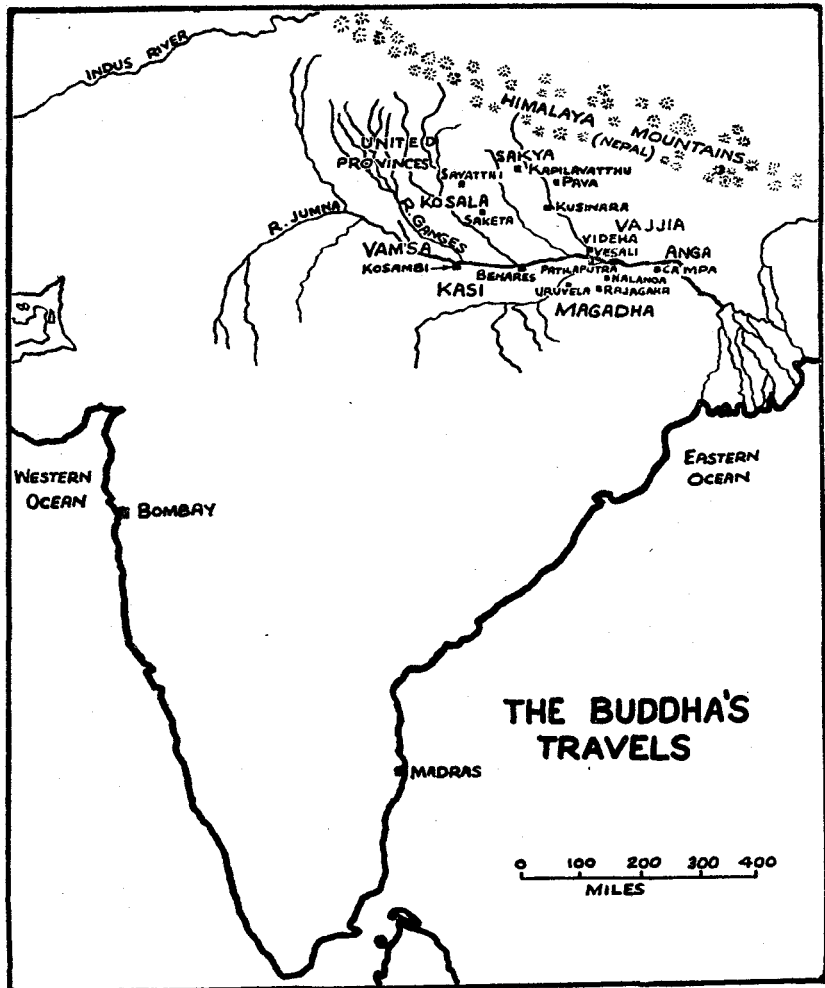 INDUS RIVER
HIMALAYA
MOUNTAINS
(NEPAL)
UNITED
PROVINCES
SAVATTHI
SAKYA
KAPILAVATTHU
PAVA
KOSALA
SAKETA
KUSINARA
R. JUMNA
R. GANGES
VAJJIA
VIDEHA
VESALI
ANGA
VAMSA
KOSAMBI
BENARES
PATILAPUTRA
CAMPA
NALANDA
KASI
URUVELA
RAJAGAHA
MAGADHA
WESTERN
OCEAN
EASTERN
OCEAN
BOMBAY
THE BUDDHA'S
TRAVELS
MADRAS
0 100 200 300 400
MILES